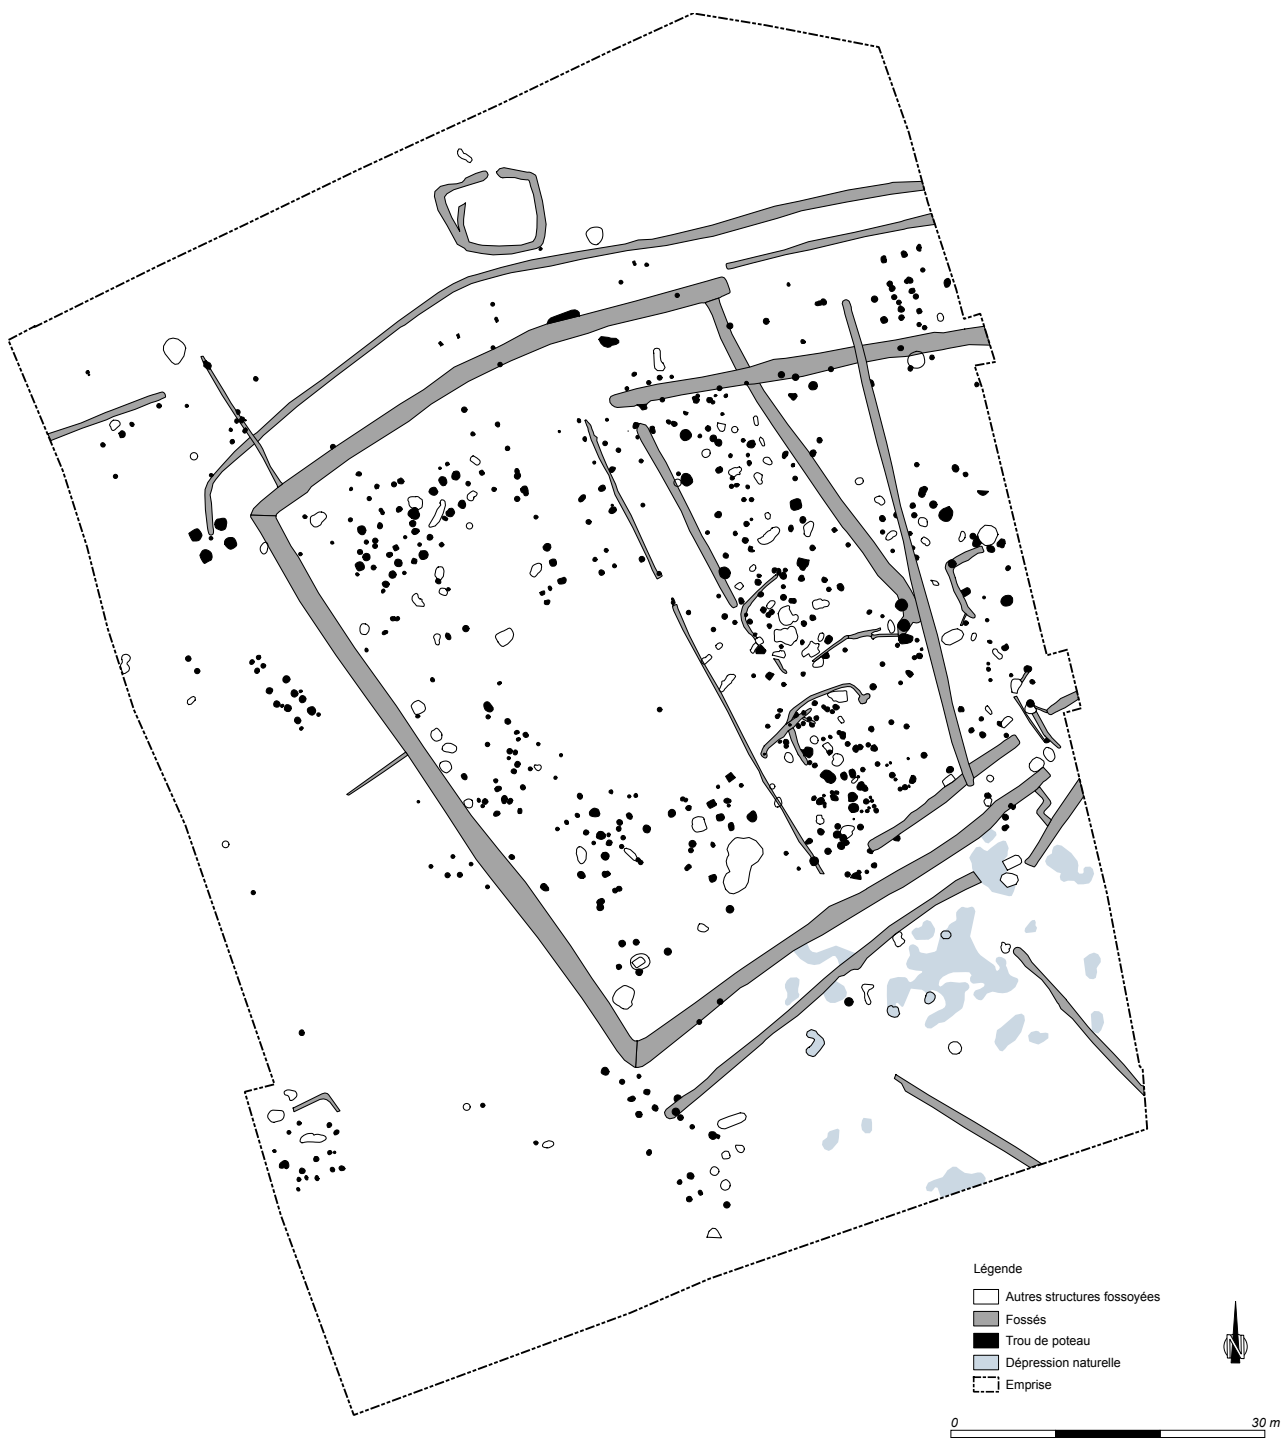 Légende
Autres structures fossoyées
Fossés
Trou de poteau
Dépression naturelle
Emprise
N
0 30 m